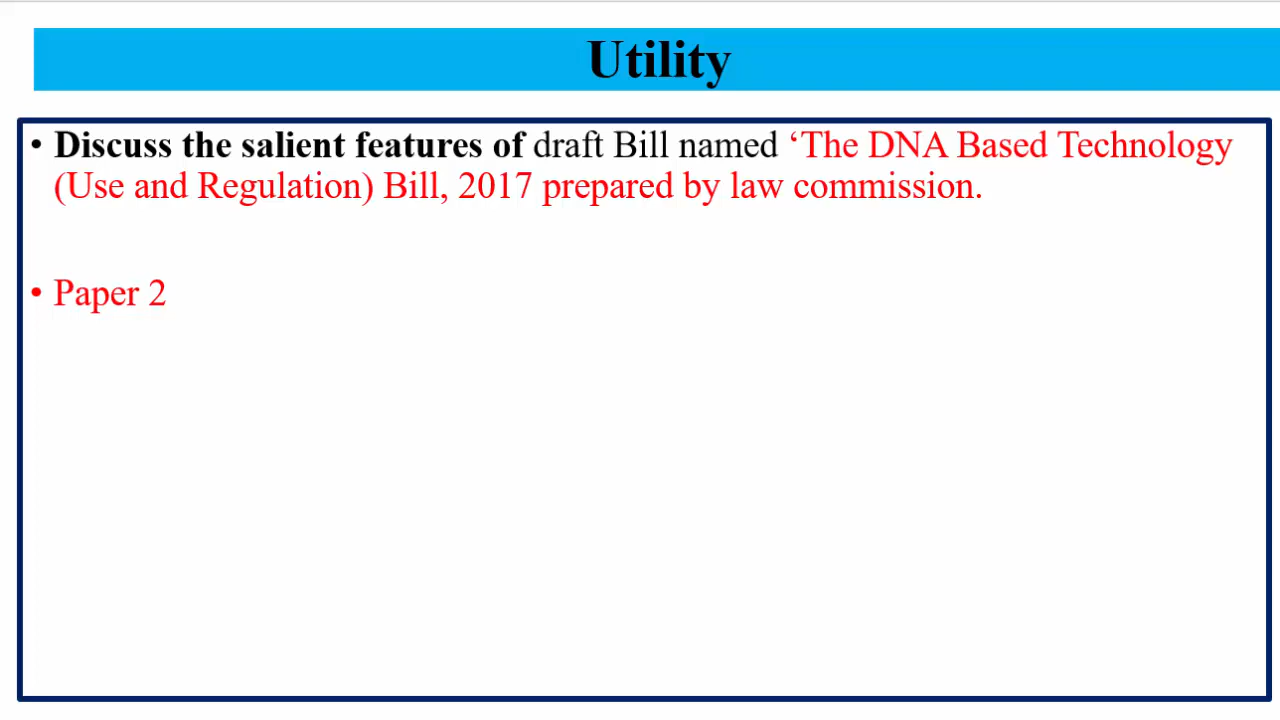 Utility
• Discuss the salient features of draft Bill named ‘The DNA Based Technology
(Use and Regulation) Bill, 2017 prepared by law commission.
• Paper 2